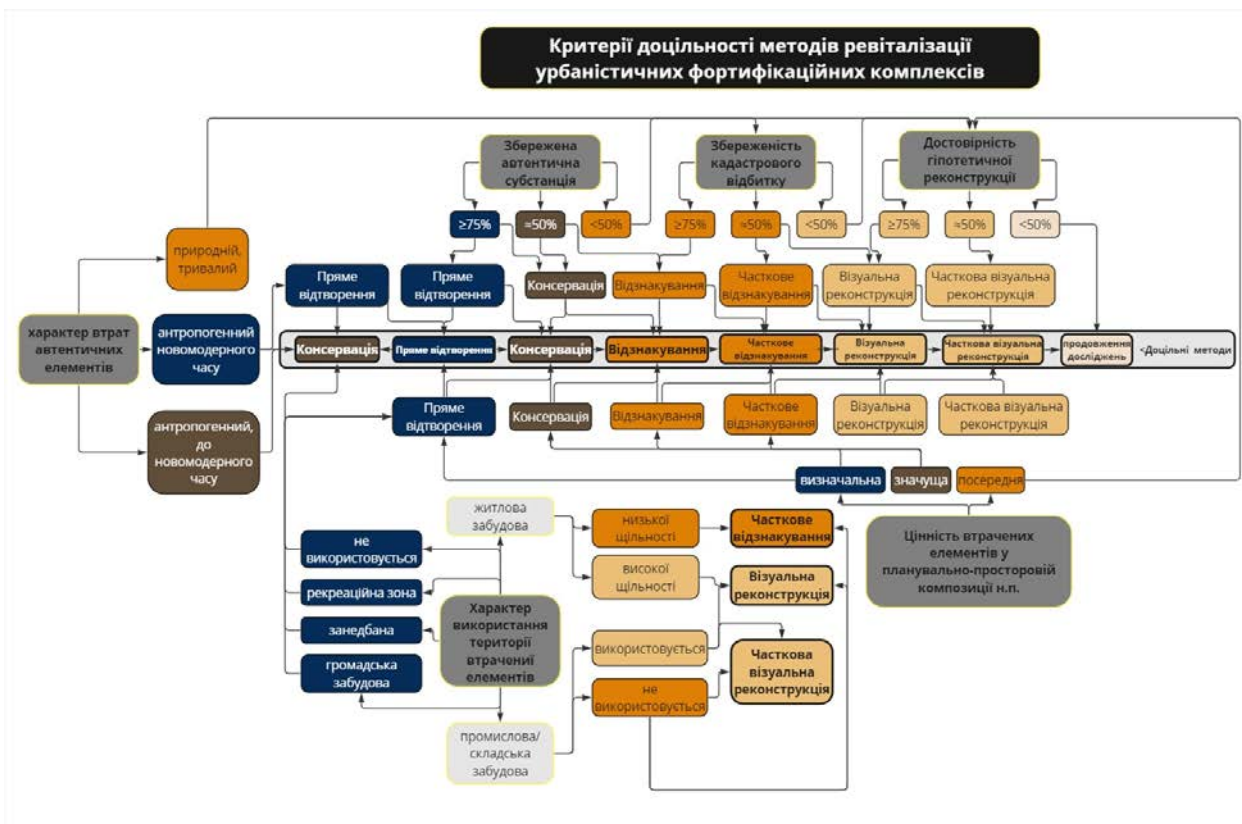 Критерії доцільності методів ревіталізації
урбаністичних фортифікаційних комплексів
Збережена
автентична
субстанція
Збереженість
кадастрового
відбитку
Достовірність
гіпотетичної
реконструкції
≥75%
≈50%
<50%
≥75%
≈50%
<50%
≥75%
≈50%
<50%
природній,
тривалий
Пряме
відтворення
Пряме
відтворення
Консервація
Відзнакування
Часткове
відзнакування
Візуальна
реконструкція
Часткова візуальна
реконструкція
характер втрат
автентичних
елементів
антропогенний
новомодерного
часу
Консервація
Пряме відтворення
Консервація
Відзнакування
Часткове
відзнакування
Візуальна
реконструкція
Часткова візуальна
реконструкція
продовження
досліджень
<Доцільні методи
антропогенний,
до
новомодерного
часу
Пряме
відтворення
Консервація
Відзнакування
Часткове
відзнакування
Візуальна
реконструкція
Часткова візуальна
реконструкція
визначальна
значуща
посередня
житлова
забудова
низької
щільності
Часткове
відзнакування
Цінність втрачених
елементів у
планувально-просторовій
композиції н.п.
не
використовується
високої
щільності
Візуальна
реконструкція
рекреаційна зона
Характер
використання
території
втрачениї
елементів
занедбана
використовується
Часткова
візуальна
реконструкція
громадська
забудова
не
використовується
промислова/
складська
забудова